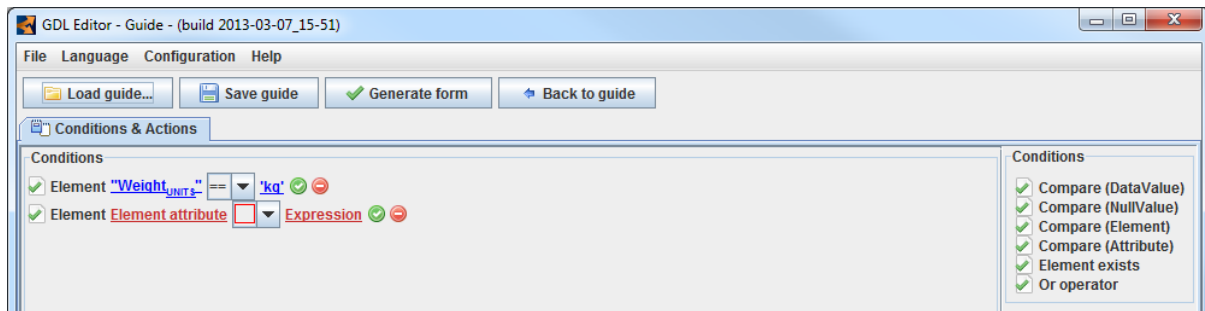 GDL Editor - Guide - (build 2013-03-07_15-51)
File Language Configuration Help
Load guide... Save guide Generate form Back to guide
Conditions & Actions
Conditions
Element "Weight UNITS" == 'kg'
Element Element attribute Expression
Conditions
Compare (DataValue)
Compare (NullValue)
Compare (Element)
Compare (Attribute)
Element exists
Or operator